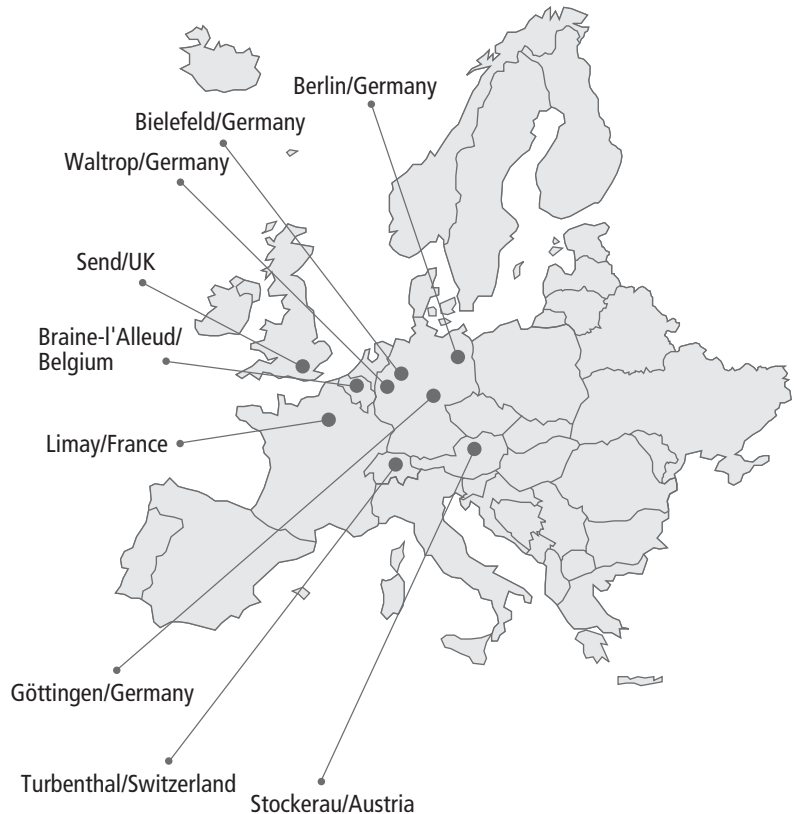 Berlin/Germany
Bielefeld/Germany
Waltrop/Germany
Send/UK
Braine-l'Alleud/
Belgium
Limay/France
Göttingen/Germany
Turbenthal/Switzerland
Stockerau/Austria